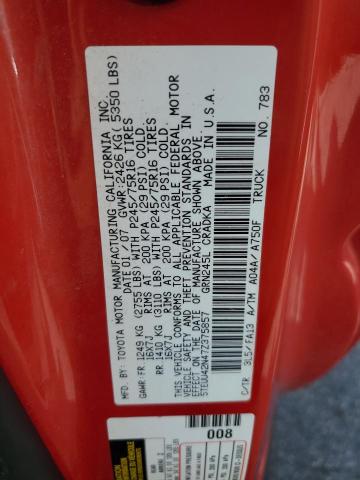 MFD BY: TOYOTA MOTOR MANUFACTURING CALIFORNIA INC.
DATE 01 /07 GVWR:2426 KG( 5350 LBS)
GAWR:FR.1249 KG (2755 LBS) WITH P245/75R16 TIRES
16X7J RIMS AT 200 KPA (29 PSI) COLD.
RR.1410 KG (3110 LBS) WITH P245/75R16 TIRES
16X7J RIMS AT 200 KPA (29 PSI) COLD.
THIS VEHICLE CONFORMS TO ALL APPLICABLE FEDERAL MOTOR
VEHICLE SAFETY AND THEFT PREVENTION STANDARDS IN
EFFECT ON THE DATE OF MANUFACTURE SHOWN ABOVE.
5TEUU42N47Z375857 TRUCK
GRN245L CRADKA MADE IN U.S.A.
C/TR 3L5/FA13 A/TM A04A/A750F NO. 783
008